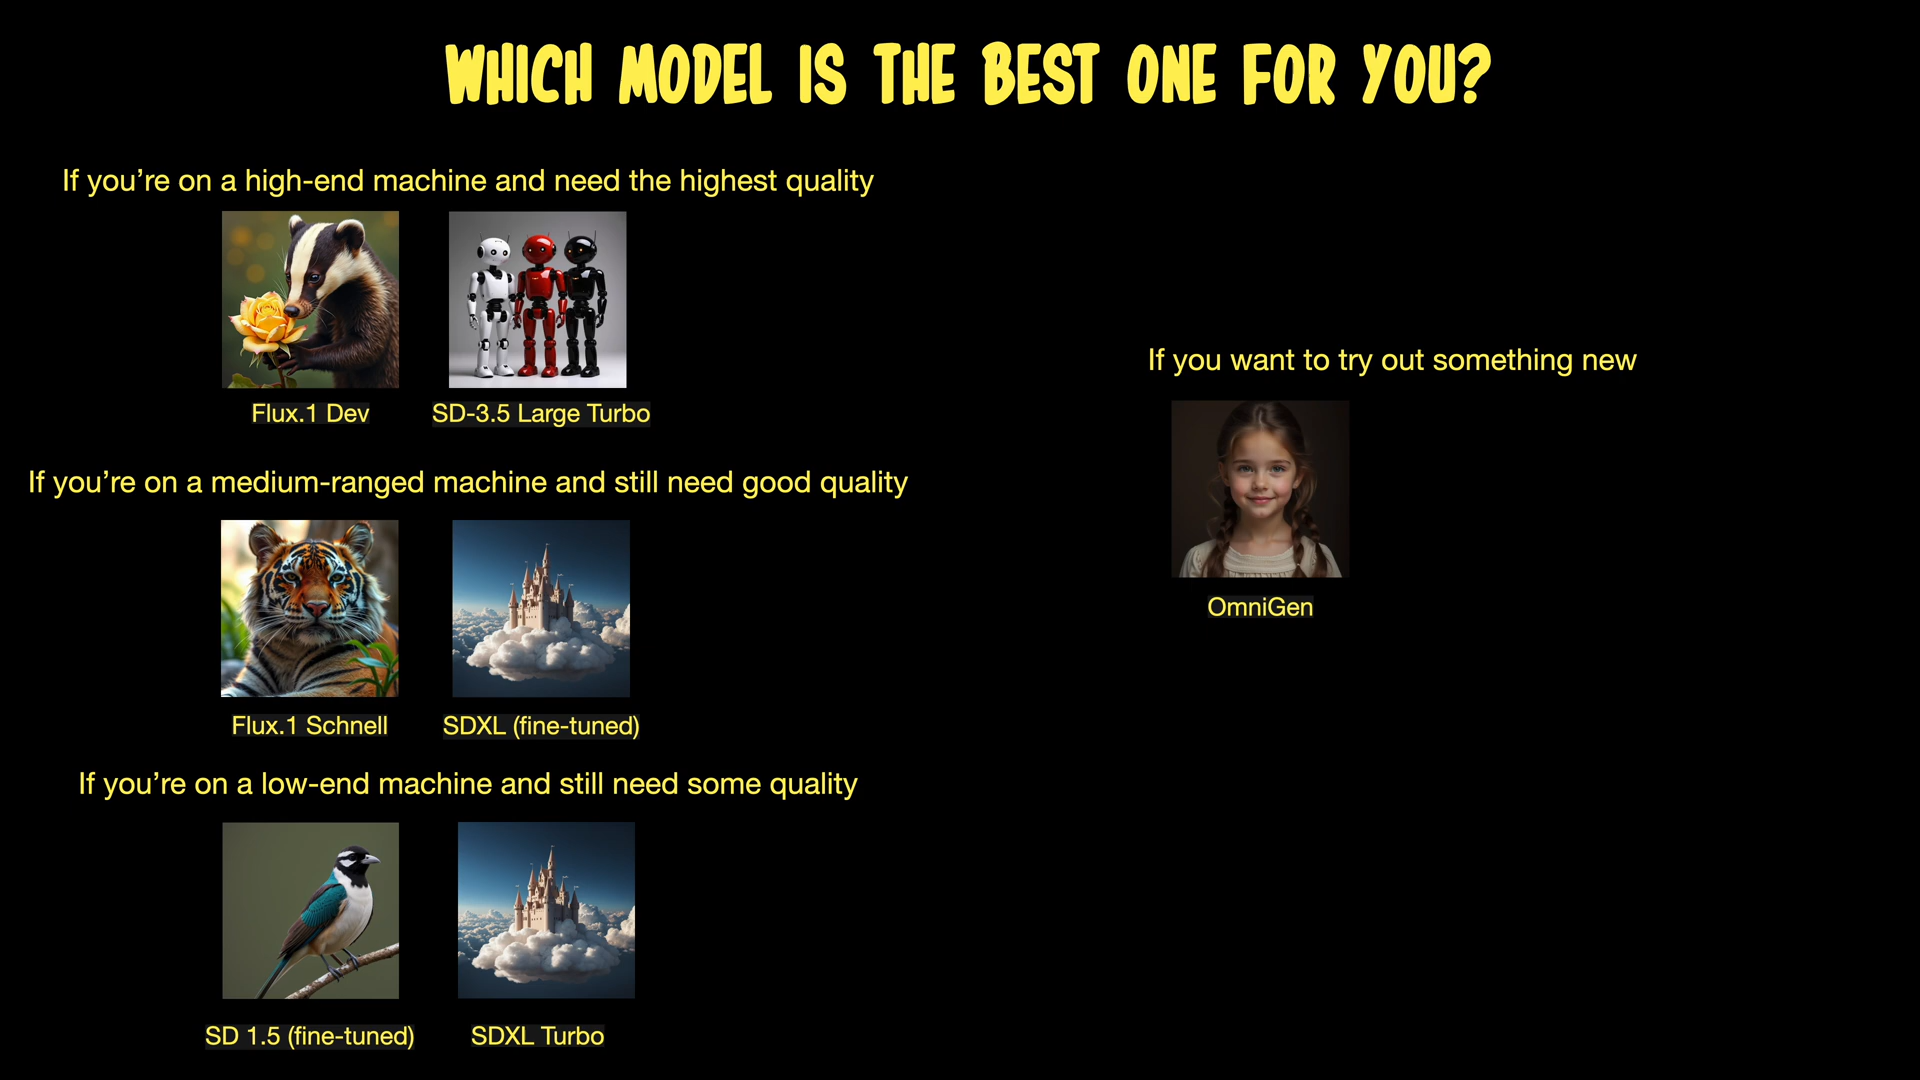 WHICH MODEL IS THE BEST ONE FOR YOU?
If you’re on a high-end machine and need the highest quality
Flux.1 Dev
SD-3.5 Large Turbo
If you’re on a medium-ranged machine and still need good quality
Flux.1 Schnell
SDXL (fine-tuned)
If you’re on a low-end machine and still need some quality
SD 1.5 (fine-tuned)
SDXL Turbo
If you want to try out something new
OmniGen